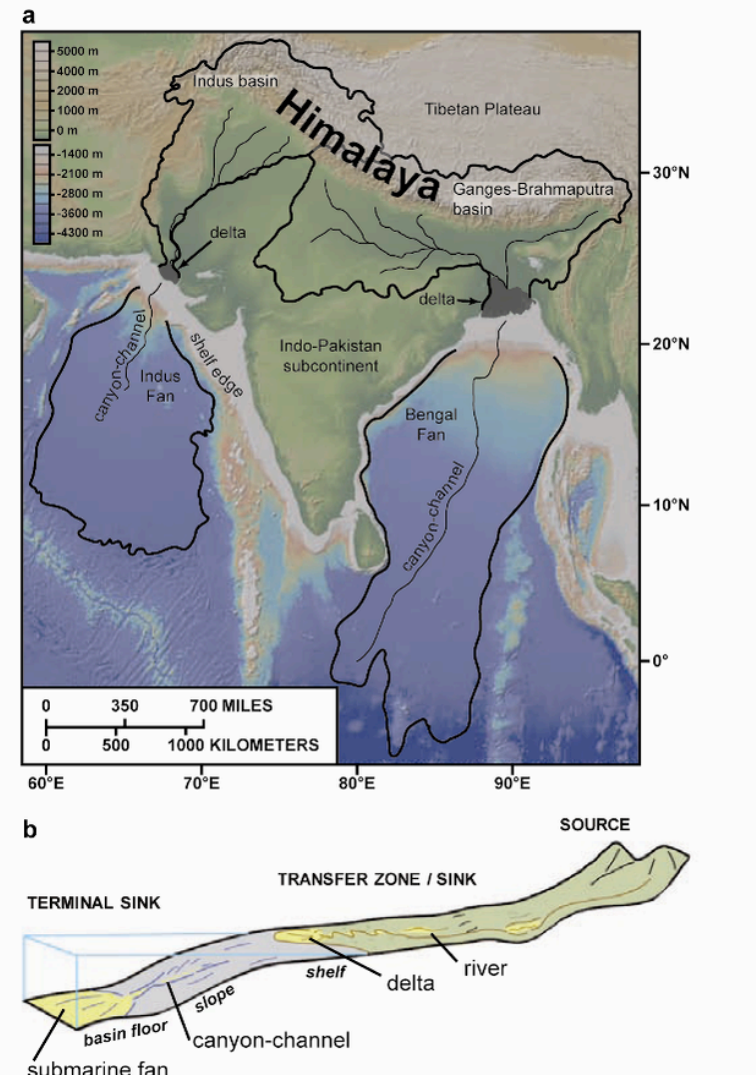 a
5000 m
4000 m
2000 m
1000 m
0 m
-1400 m
-2100 m
-2800 m
-3600 m
-4300 m
Indus basin
Himalaya
Tibetan Plateau
Ganges-Brahmaputra
basin
30°N
delta
delta
20°N
canyon-channel
Indus
Fan
shelf edge
Indo-Pakistan
subcontinent
Bengal
Fan
canyon-channel
10°N
0°
0 350 700 MILES
0 500 1000 KILOMETERS
60°E 70°E 80°E 90°E
b
SOURCE
TRANSFER ZONE / SINK
TERMINAL SINK
river
shelf
delta
slope
basin floor
canyon-channel
submarine fan